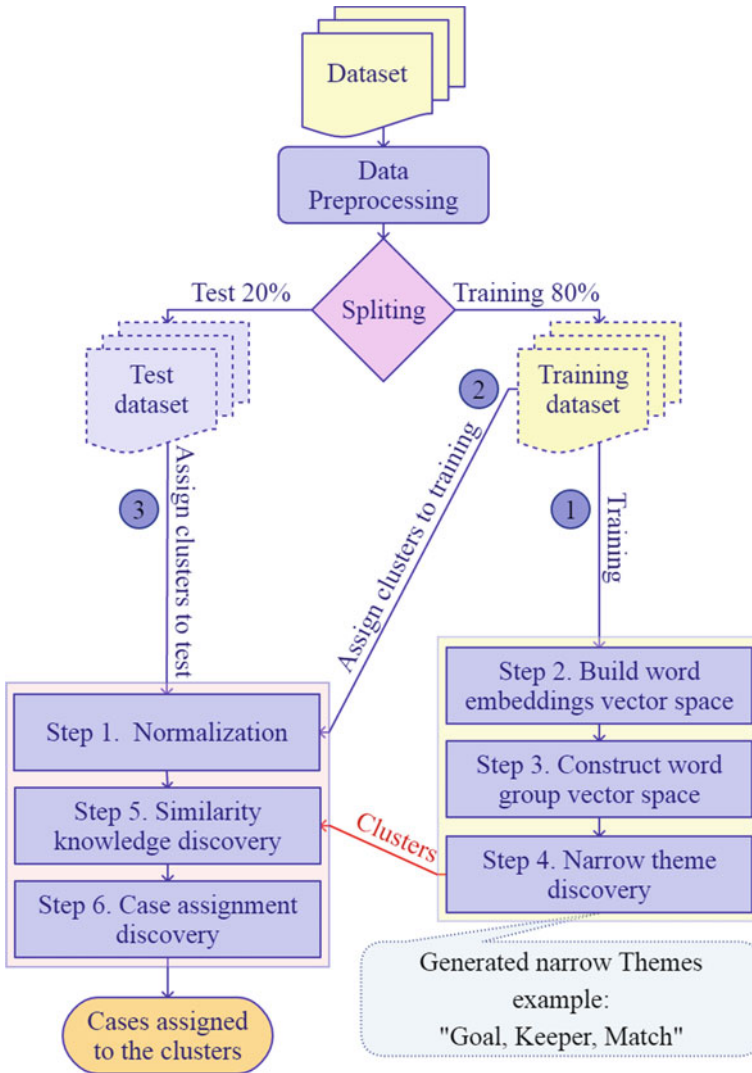 Dataset
Data
Preprocessing
Spliting
Test 20%
Training 80%
Test
dataset
Training
dataset
2
Assign clusters to training
3
Assign clusters to test
1
Training
Step 1. Normalization
Step 5. Similarity
knowledge discovery
Step 6. Case assignment
discovery
Clusters
Step 2. Build word
embeddings vector space
Step 3. Construct word
group vector space
Step 4. Narrow theme
discovery
Cases assigned
to the clusters
Generated narrow Themes
example:
"Goal, Keeper, Match"